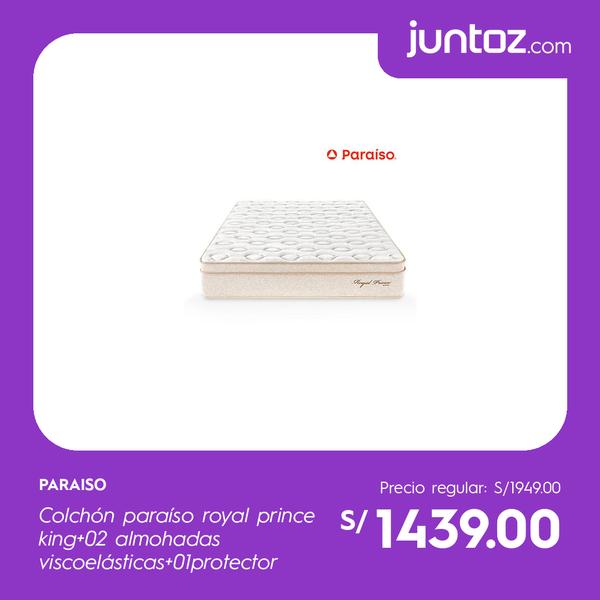 juntoz.com
Paraíso
Royal Prince
PARAISO
Colchón paraíso royal prince
king+02 almohadas
viscoelásticas+01protector
Precio regular: S/1949.00
S/1439.00